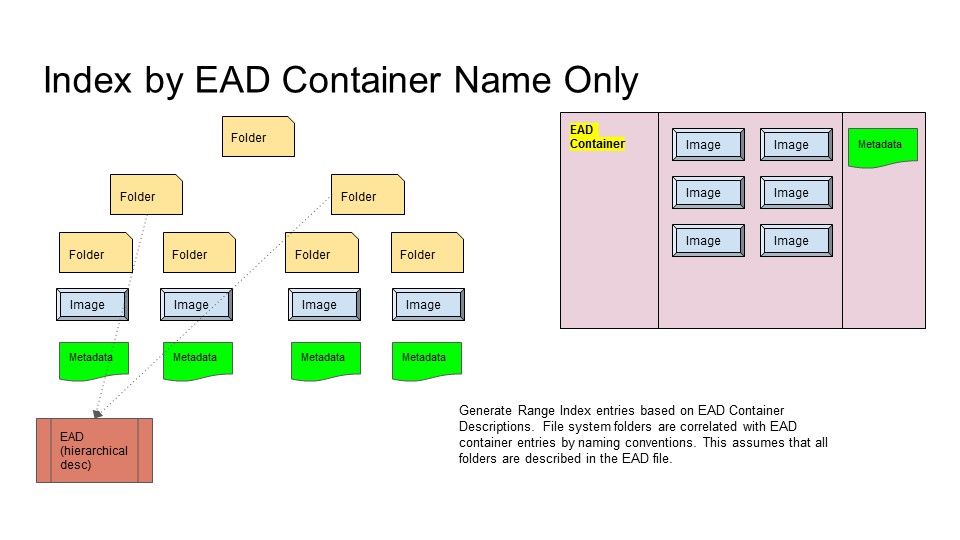 Index by EAD Container Name Only
Folder
Folder
Folder
Folder
Folder
Folder
Folder
Image
Image
Image
Image
Metadata
Metadata
Metadata
Metadata
EAD
(hierarchical
desc)
EAD
Container
Image
Image
Metadata
Image
Image
Image
Image
Generate Range Index entries based on EAD Container
Descriptions. File system folders are correlated with EAD
container entries by naming conventions. This assumes that all
folders are described in the EAD file.